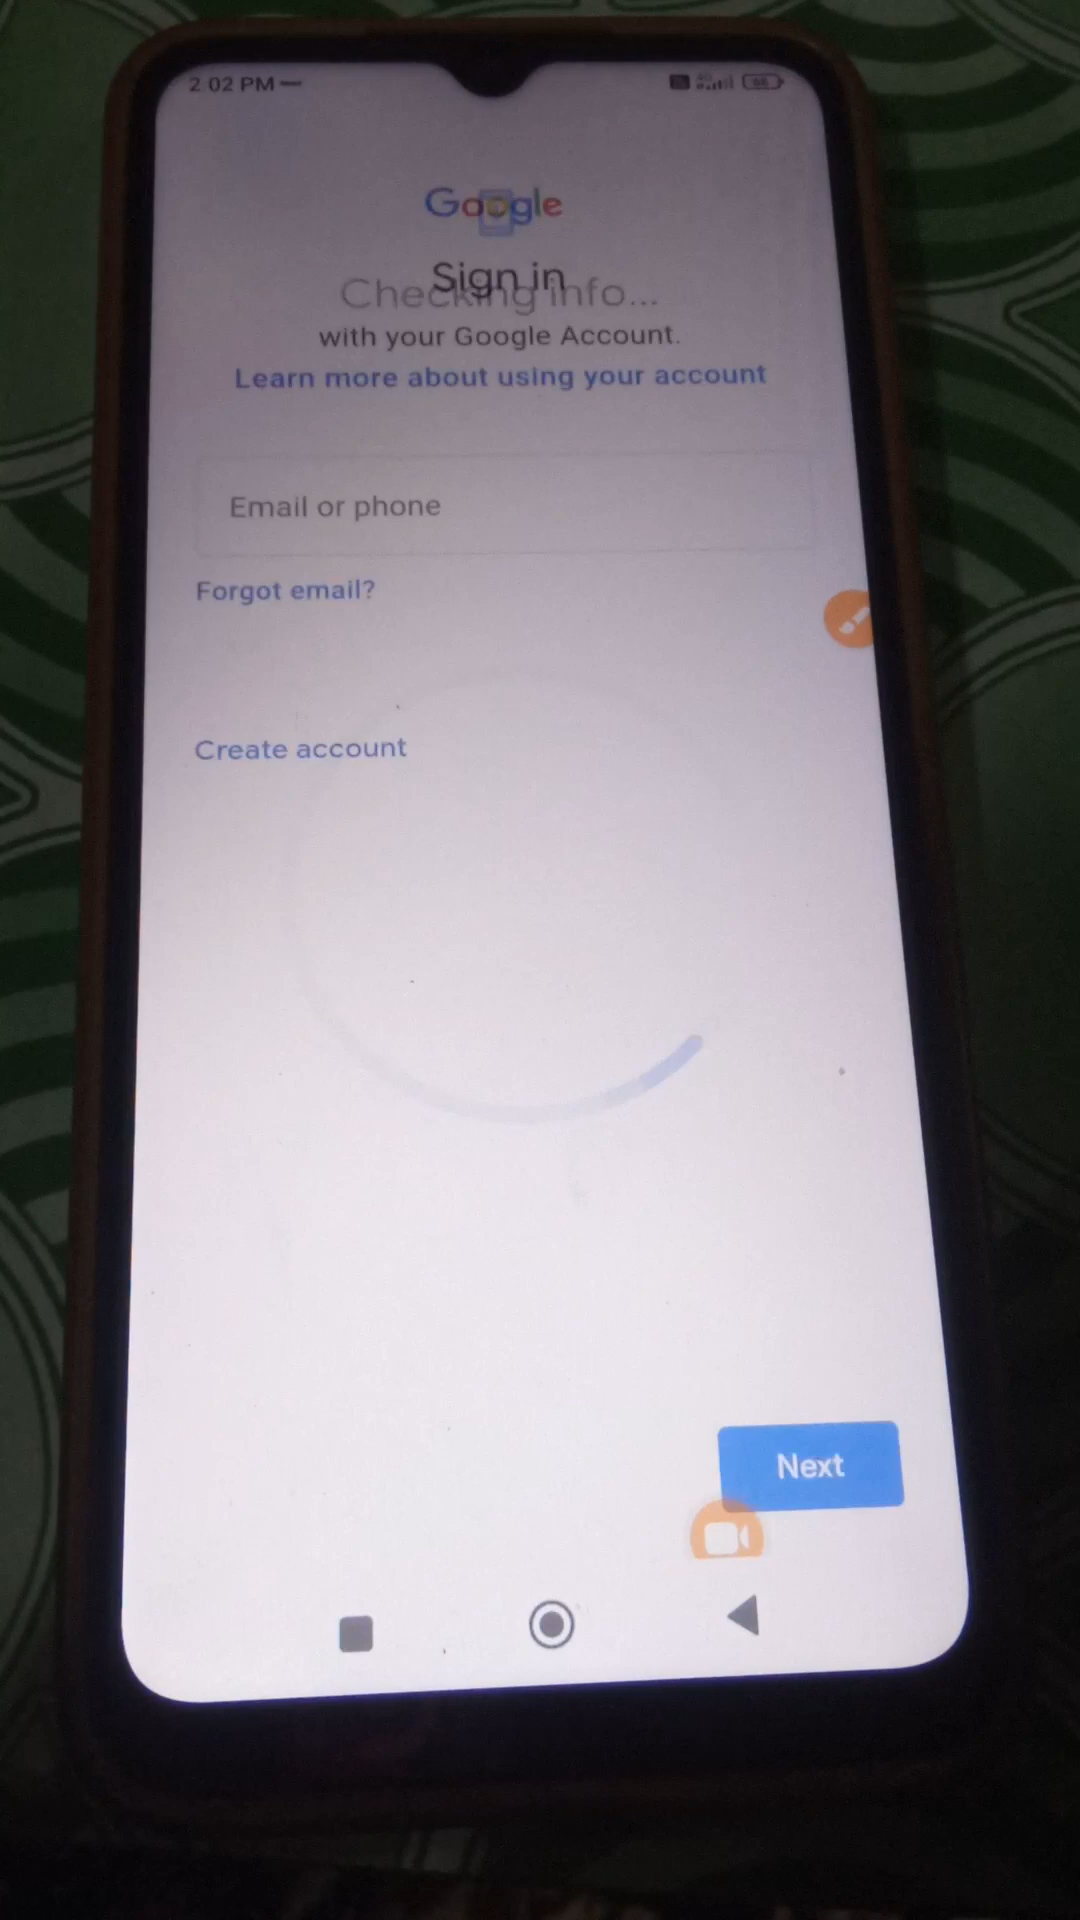 2:02 PM
Google
Sign in
Checking info...
with your Google Account.
Learn more about using your account
Email or phone
Forgot email?
Create account
Next